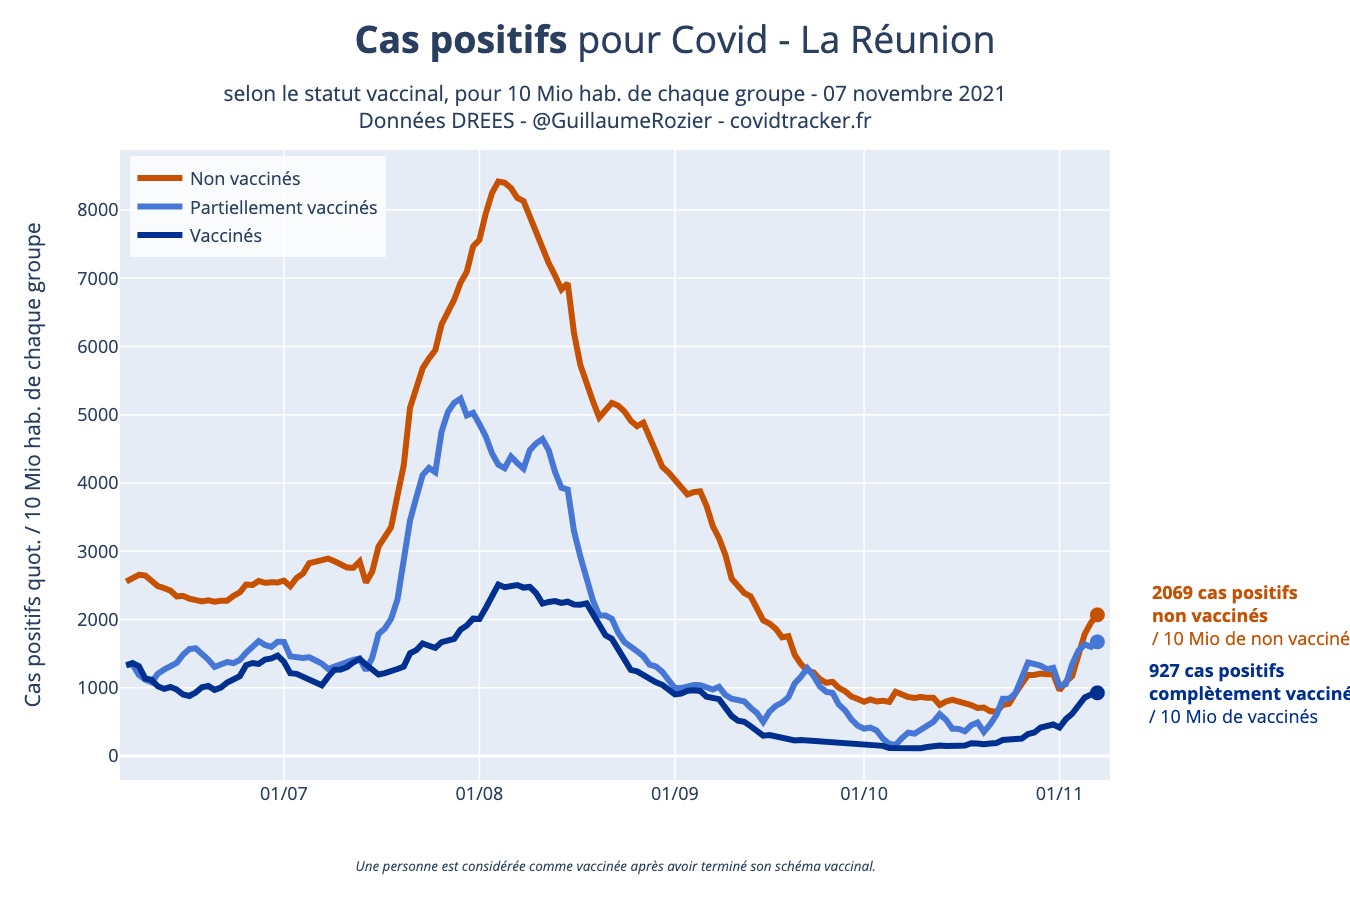 Cas positifs pour Covid - La Réunion
selon le statut vaccinal, pour 10 Mio hab. de chaque groupe - 07 novembre 2021
Données DREES - @GuillaumeRozier - covidtracker.fr
Cas positifs quot. / 10 Mio hab. de chaque groupe
Non vaccinés
Partiellement vaccinés
Vaccinés
8000
7000
6000
5000
4000
3000
2000
1000
0
01/07
01/08
01/09
01/10
01/11
2069 cas positifs
non vaccinés
/ 10 Mio de non vacciné
927 cas positifs
complètement vacciné
/ 10 Mio de vaccinés
Une personne est considérée comme vaccinée après avoir terminé son schéma vaccinal.